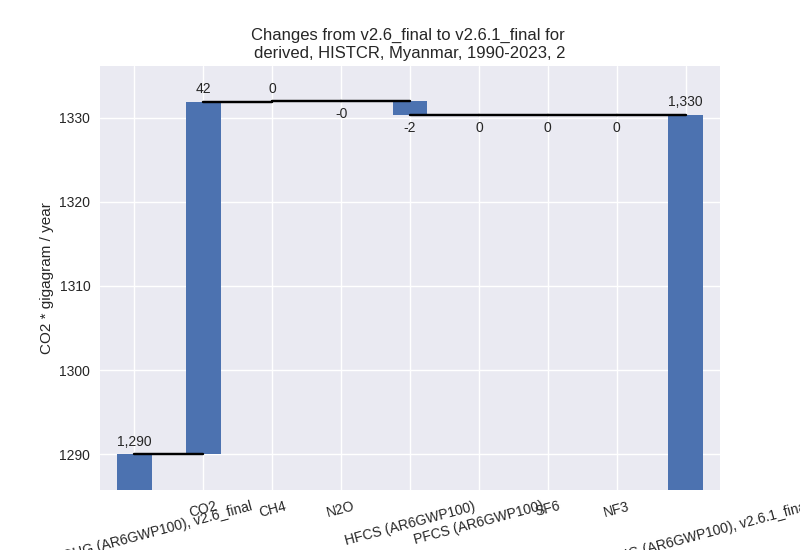 Changes from v2.6_final to v2.6.1_final for
derived, HISTCR, Myanmar, 1990-2023, 2
CO2 * gigagram / year
1330
1320
1310
1300
1290
1,290
42
0
-0
-2
0
0
0
1,330
(AR6GWP100), v2.6_final
CO2
CH4
N2O
HFCS (AR6GWP100)
PFCS (AR6GWP100)
SF6
NF3
(AR6GWP100), v2.6.1_fina